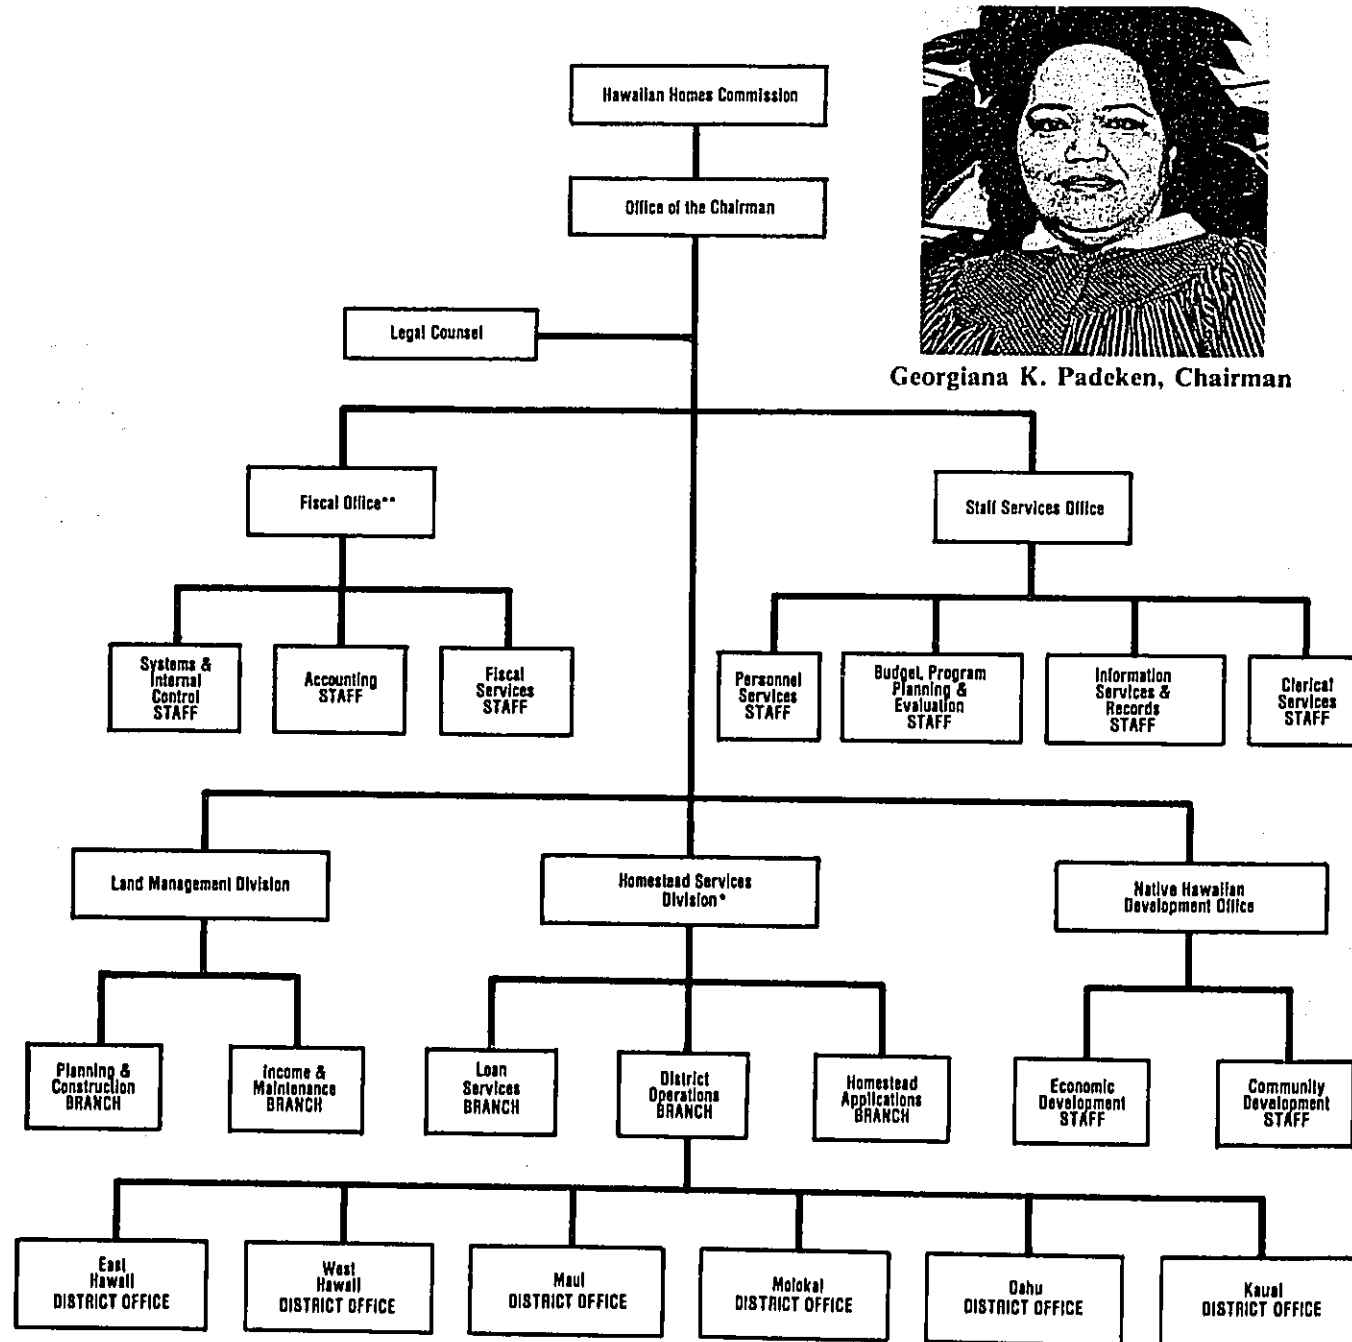 Hawaiian Homes Commission
Office of the Chairman
Legal Counsel
Georgiana K. Padeken, Chairman
Fiscal Office**
Staff Services Office
Systems &
Internal
Control
STAFF
Accounting
STAFF
Fiscal
Services
STAFF
Personnel
Services
STAFF
Budget, Program
Planning &
Evaluation
STAFF
Information
Services &
Records
STAFF
Clerical
Services
STAFF
Land Management Division
Homestead Services
Division*
Native Hawaiian
Development Office
Planning &
Construction
BRANCH
Income &
Maintenance
BRANCH
Loan
Services
BRANCH
District
Operations
BRANCH
Homestead
Applications
BRANCH
Economic
Development
STAFF
Community
Development
STAFF
East
Hawaii
DISTRICT OFFICE
West
Hawaii
DISTRICT OFFICE
Maui
DISTRICT OFFICE
Molokai
DISTRICT OFFICE
Oahu
DISTRICT OFFICE
Kauai
DISTRICT OFFICE